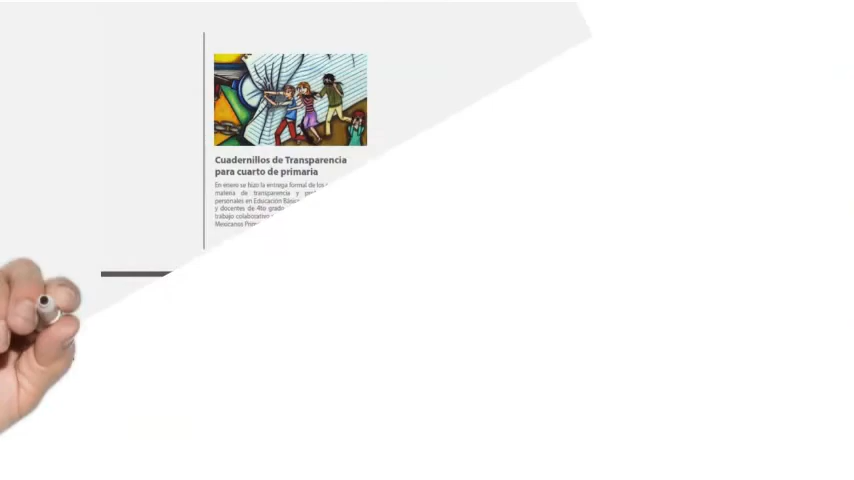 Cuadernillos de Transparencia
para cuarto de primaria
En enero se hizo la entrega formal de los
materia de transparencia y
personales en Educación Básica
y docentes de 4to grado
trabajo colaborativo
Mexicanos